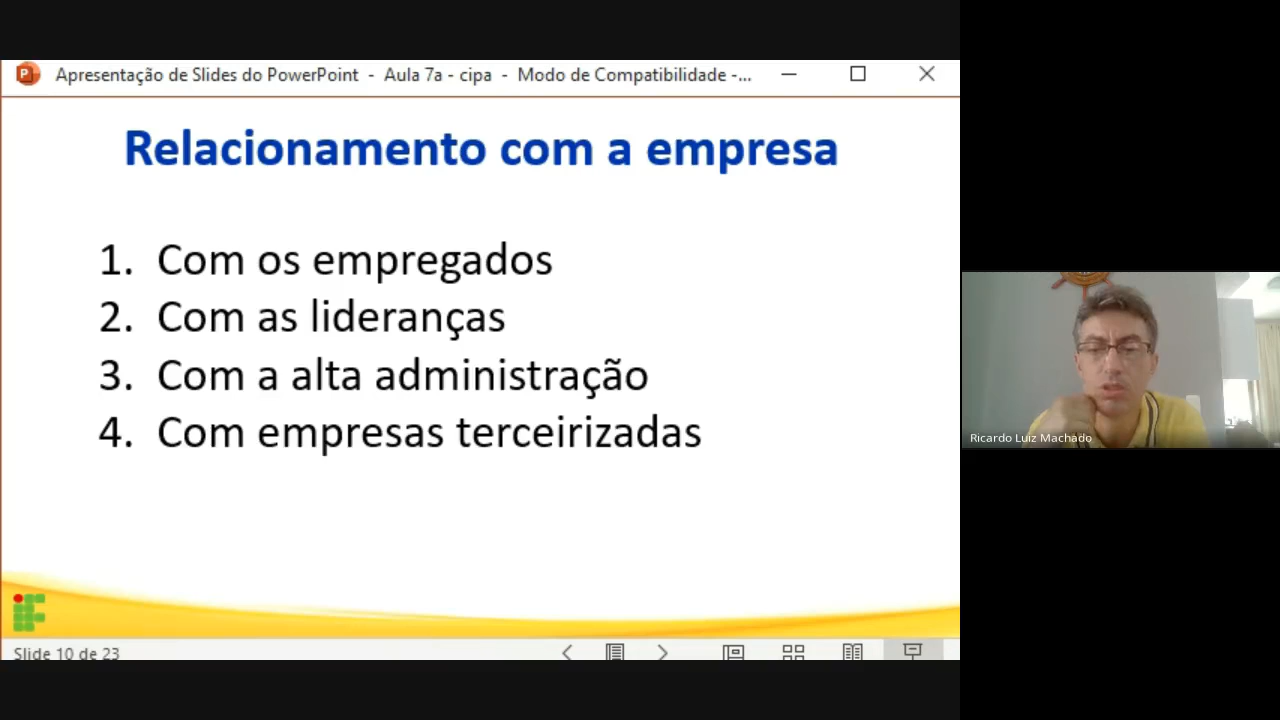 Apresentação de Slides do PowerPoint - Aula 7a - cipa - Modo de Compatibilidade -...
Relacionamento com a empresa
1. Com os empregados
2. Com as lideranças
3. Com a alta administração
4. Com empresas terceirizadas
Slide 10 de 23
Ricardo Luiz Machado